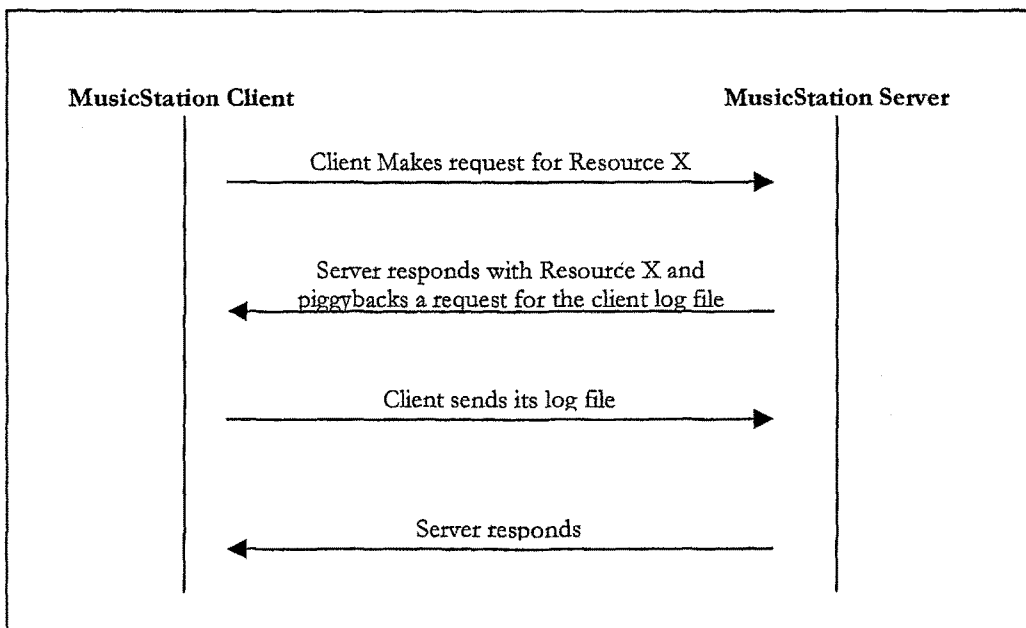 MusicStation Client
MusicStation Server
Client Makes request for Resource X
Server responds with Resource X and
piggybacks a request for the client log file
Client sends its log file
Server responds